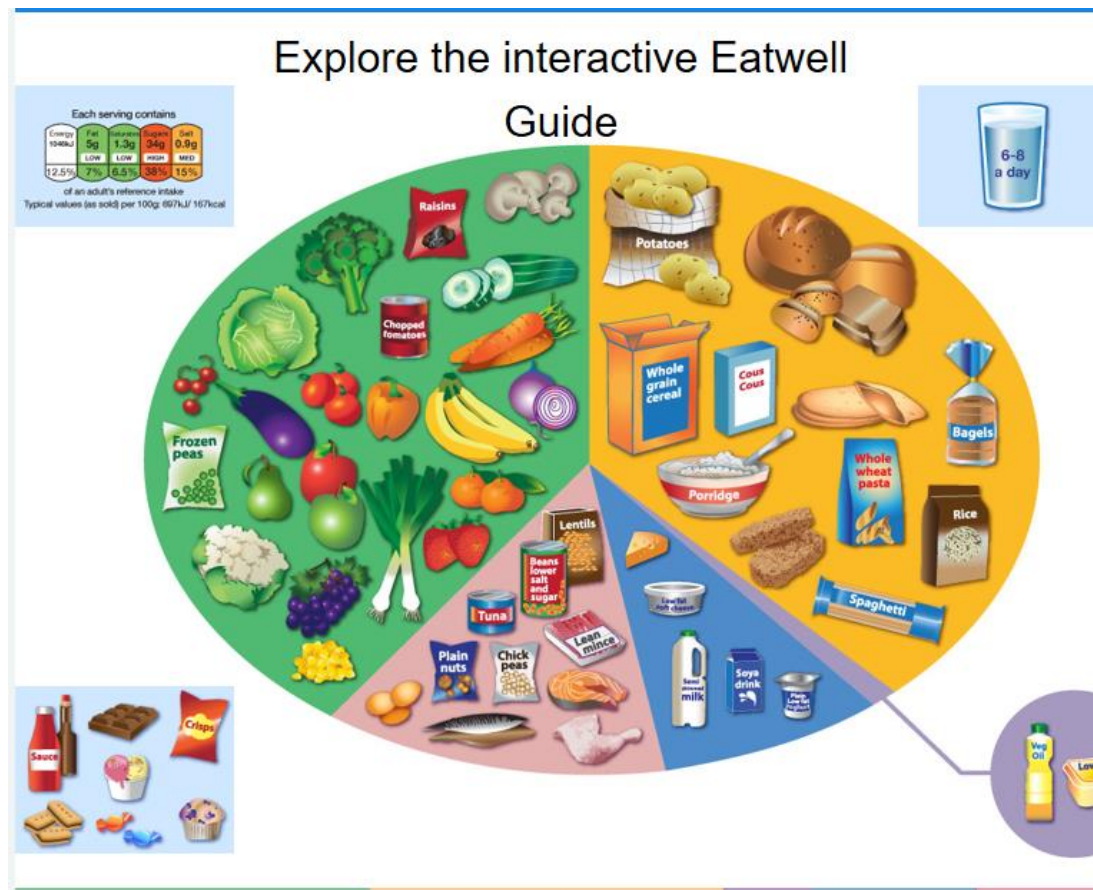 Explore the interactive Eatwell
Guide
Each serving contains
Energy
1046kJ
12.5%
Fat
5g
LOW
7%
Saturates
1.3g
LOW
6.5%
Sugars
34g
HIGH
38%
Salt
0.9g
MED
15%
of an adult's reference intake
Typical values (as sold) per 100g: 697kJ/ 167kcal
6-8
a day
Raisins
Potatoes
Chopped
tomatoes
Whole
grain
cereal
Cous
Cous
Bagels
Frozen
peas
Porridge
Whole
wheat
pasta
Rice
Lentils
Beans
lower
salt
and
sugar
Tuna
Lean
mince
Plain
nuts
Chick
peas
Low fat
soft cheese
Semi
skimmed
milk
Soya
drink
Plain
Low fat
yoghurt
Spaghetti
Sauce
Crisps
Veg
Oil